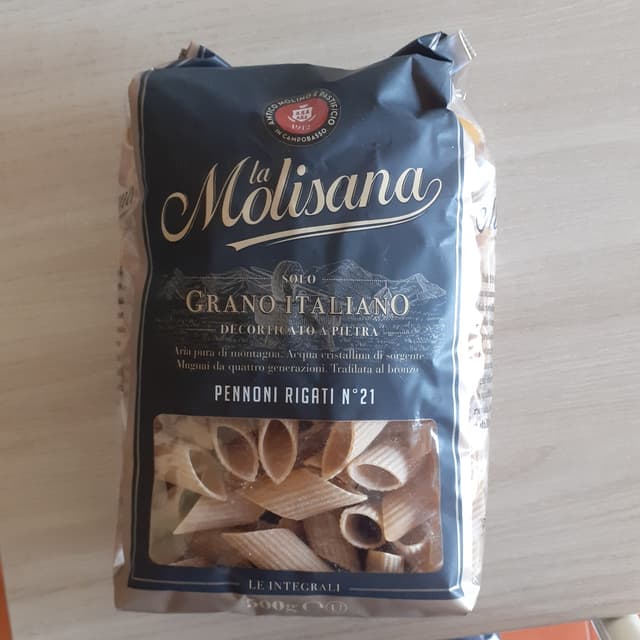 ANTICO MOLINO E PASTIFICIO
1912
IN CAMPOBASSO
la
Molisana
SOLO
GRANO ITALIANO
DECORTICATO A PIETRA
Aria pura di montagna. Acqua cristallina di sorgente
Mugnai da quattro generazioni. Trafilata al bronzo
PENNONI RIGATI N°21
LE INTEGRALI
500g C E